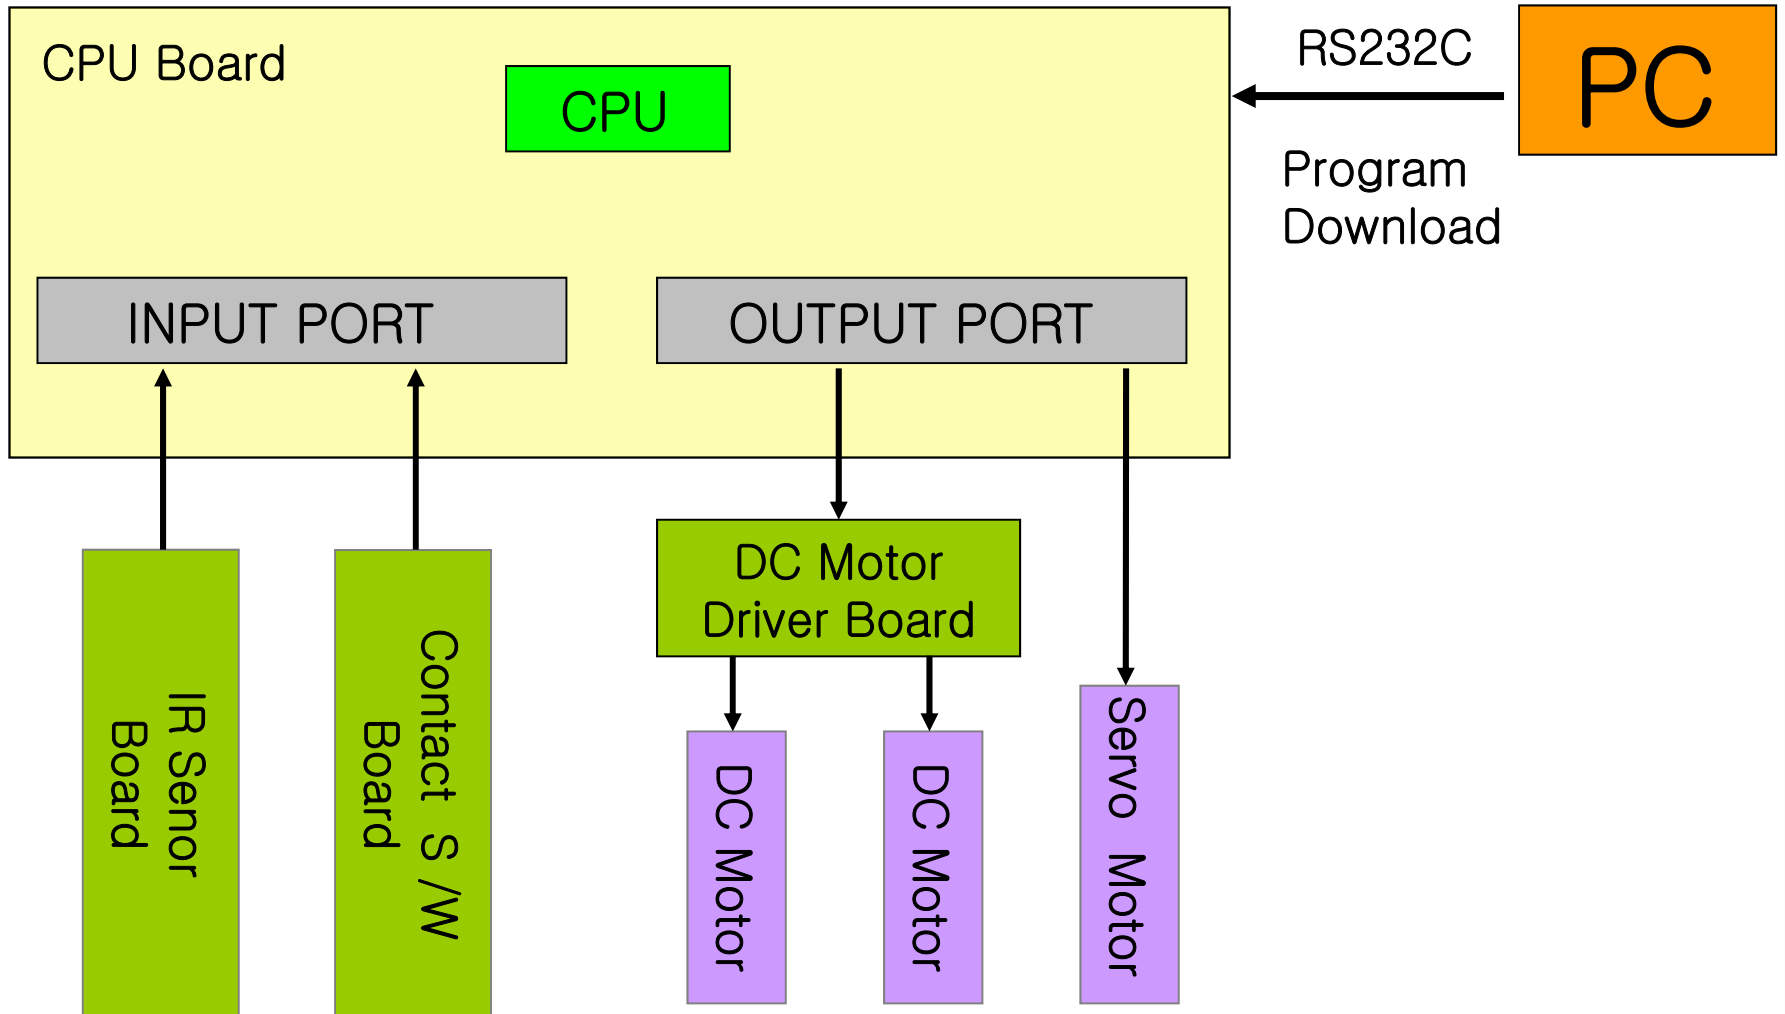 CPU Board
CPU
RS232C
PC
Program
Download
INPUT PORT
OUTPUT PORT
IR Senor
Board
Contact S /W
Board
DC Motor
Driver Board
DC Motor
DC Motor
Servo Motor